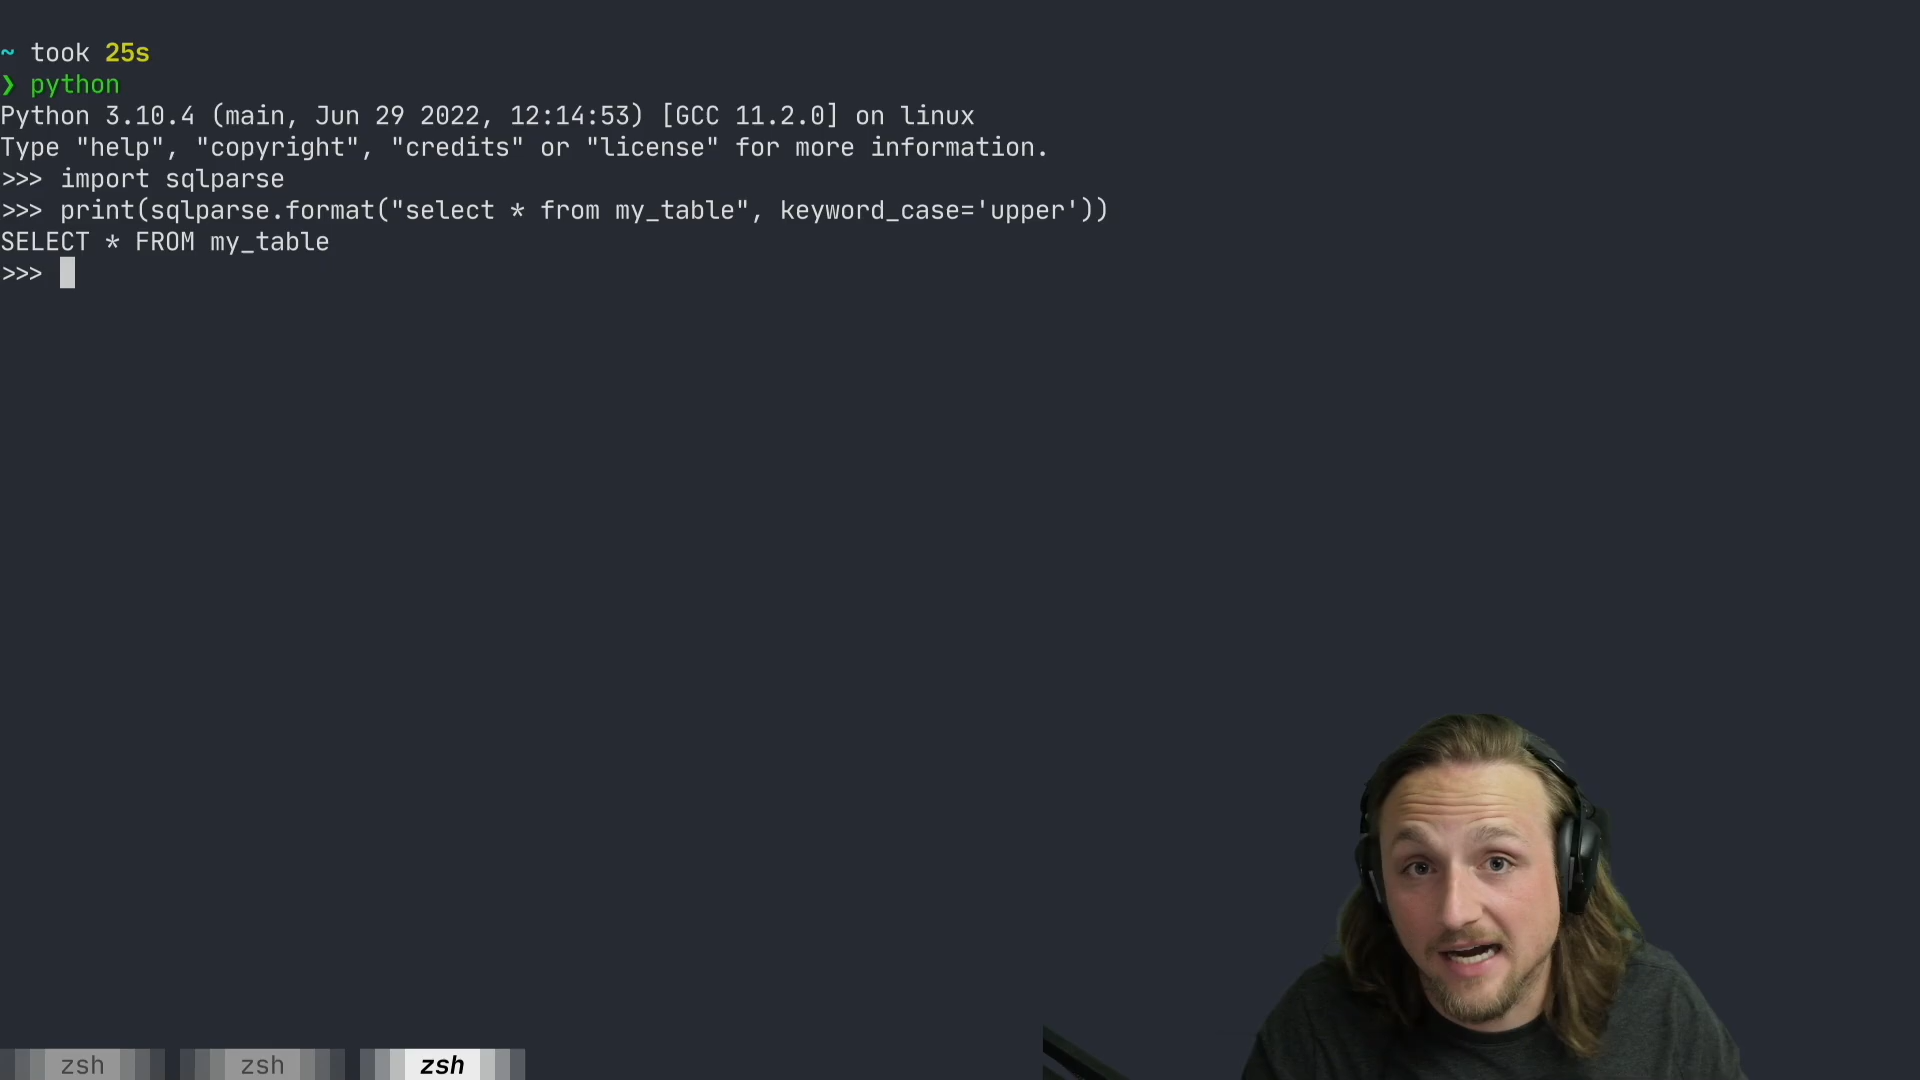 ~ took 25s
❯ python
Python 3.10.4 (main, Jun 29 2022, 12:14:53) [GCC 11.2.0] on linux
Type "help", "copyright", "credits" or "license" for more information.
>>> import sqlparse
>>> print(sqlparse.format("select * from my_table", keyword_case='upper'))
SELECT * FROM my_table
>>>
zsh zsh zsh